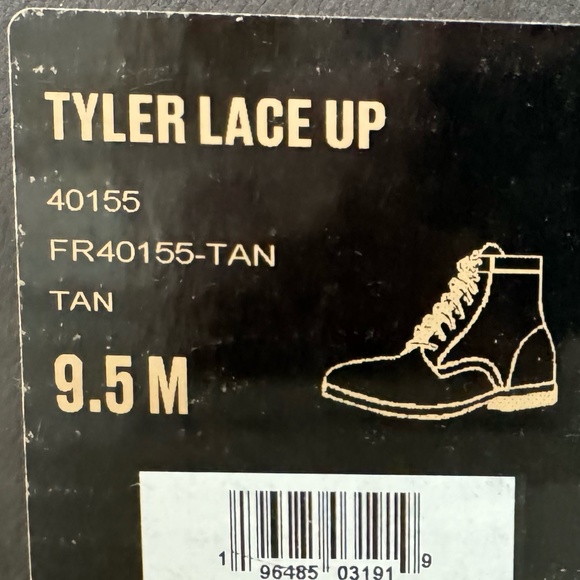 TYLER LACE UP
40155
FR40155-TAN
TAN
9.5 M
1 96485 03191 9